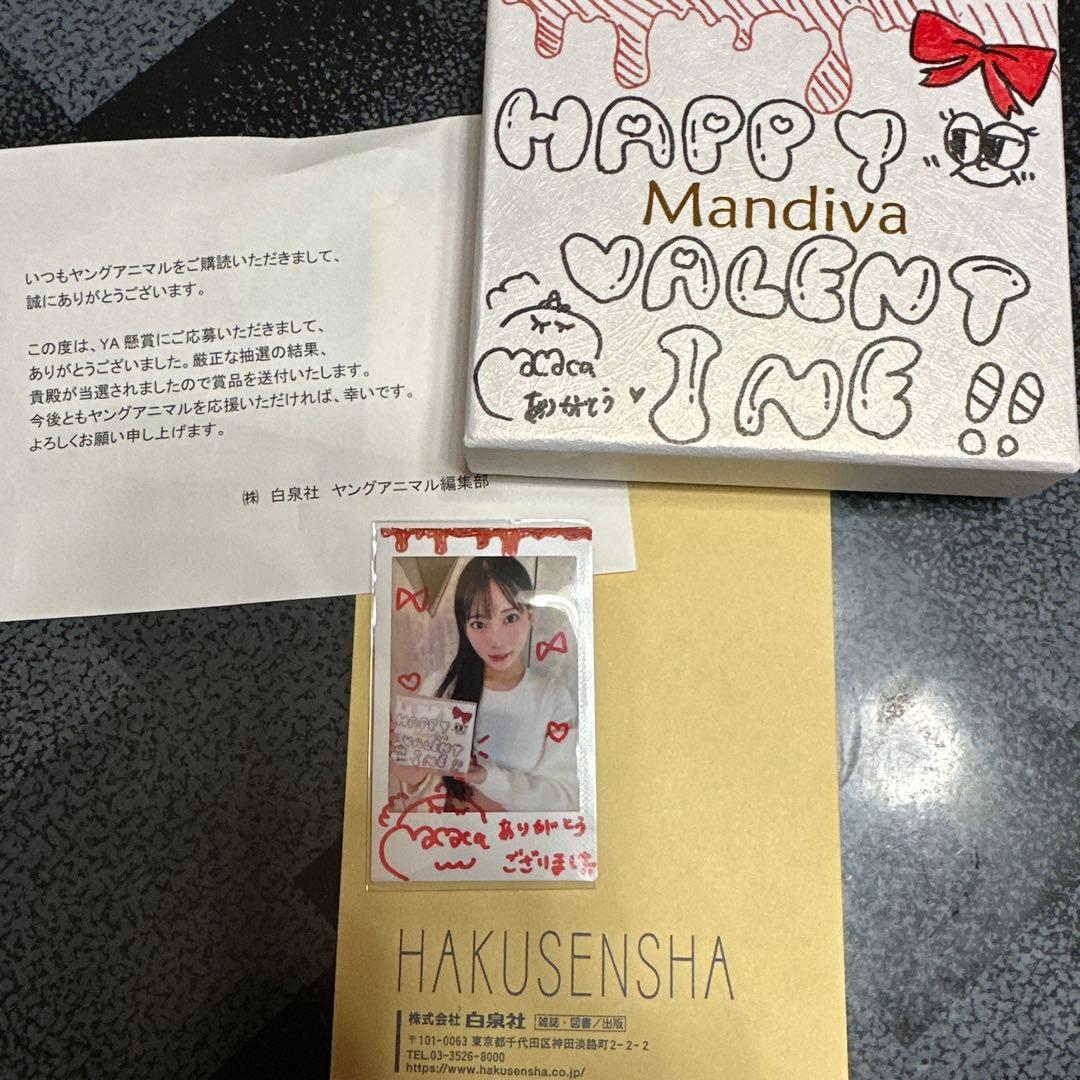 HAPPY
Mandiva
VALENT
INE!!
macaca
ありがとう
いつもヤングアニマルをご購読いただきまして、
誠にありがとうございます。
この度は、YA 懸賞にご応募いただきまして、
ありがとうございました。厳正な抽選の結果、
貴殿が当選されましたので賞品を送付いたします。
今後ともヤングアニマルを応援いただければ、幸いです。
よろしくお願い申し上げます。
㈱ 白泉社 ヤングアニマル編集部
HAPPY
VALENT
INE!!
macaca
ありがとう
ござりました
HAKUSENSHA
株式会社 白泉社 雑誌・図書/出版
〒101-0063 東京都千代田区神田淡路町2-2-2
TEL.03-3526-8000
https://www.hakusensha.co.jp/